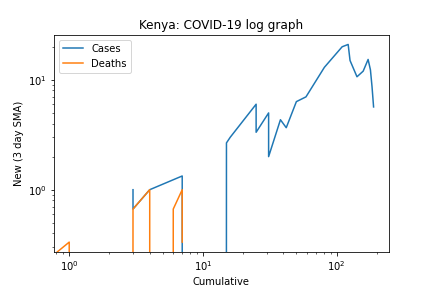 Kenya: COVID-19 log graph
Cases
Deaths
New (3 day SMA)
10¹
10⁰
10⁰ 10¹ 10²
Cumulative